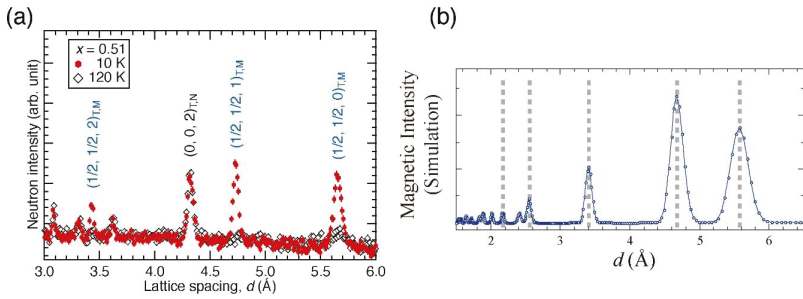 (a)
x = 0.51
10 K
120 K
(1/2, 1/2, 2)T,M
(0, 0, 2)T,N
(1/2, 1/2, 1)T,M
(1/2, 1/2, 0)T,M
Neutron intensity (arb. unit)
3.0 3.5 4.0 4.5 5.0 5.5 6.0
Lattice spacing, d (Å)
(b)
Magnetic Intensity
(Simulation)
2 3 4 5 6
d (Å)